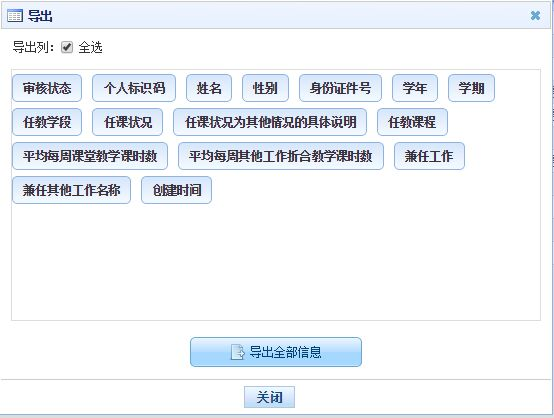 导出
导出列： 全选
审核状态 个人标识码 姓名 性别 身份证件号 学年 学期
任教学段 任课状况 任课状况为其他情况的具体说明 任教课程
平均每周课堂教学课时数 平均每周其他工作折合教学课时数 兼任工作
兼任其他工作名称 创建时间
导出全部信息
关闭